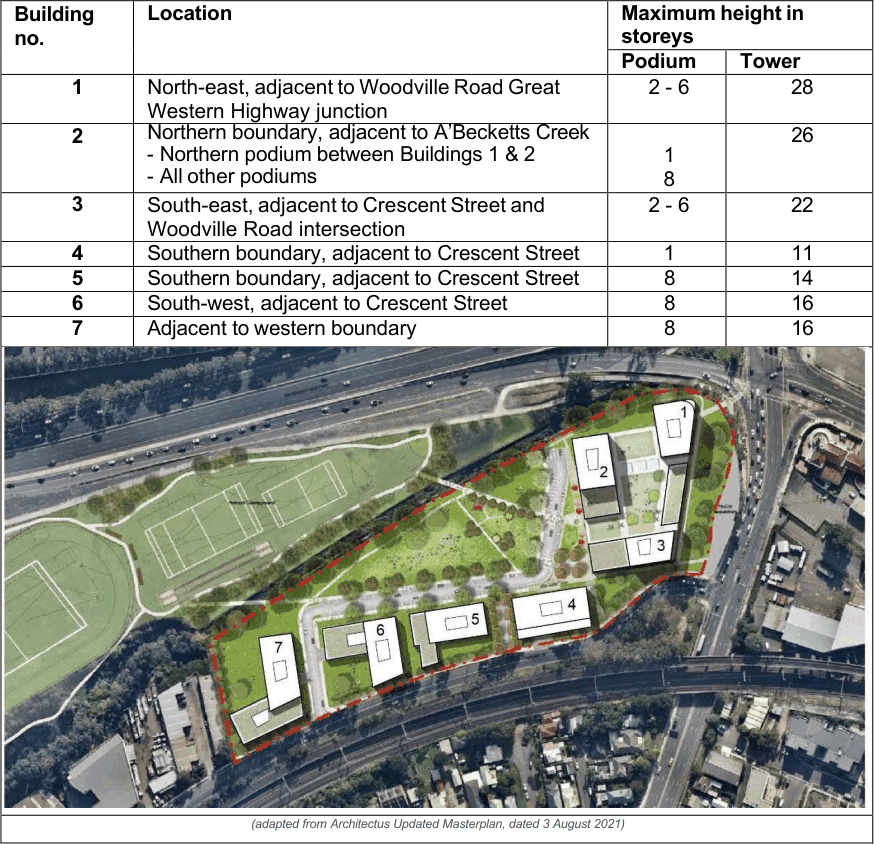 Building no.
Location
Maximum height in storeys
Podium
Tower
1
North-east, adjacent to Woodville Road Great
Western Highway junction
2 - 6
28
2
Northern boundary, adjacent to A’Becketts Creek
- Northern podium between Buildings 1 & 2
- All other podiums
1
8
26
3
South-east, adjacent to Crescent Street and
Woodville Road intersection
2 - 6
22
4
Southern boundary, adjacent to Crescent Street
1
11
5
Southern boundary, adjacent to Crescent Street
8
14
6
South-west, adjacent to Crescent Street
8
16
7
Adjacent to western boundary
8
16
1
2
3
4
5
6
7
(adapted from Architectus Updated Masterplan, dated 3 August 2021)